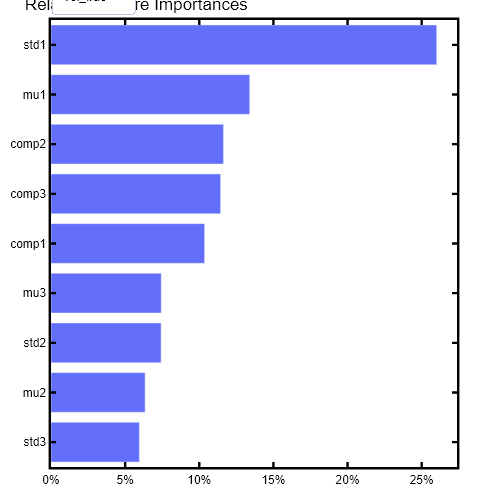 Rela re Importances
std1
mu1
comp2
comp3
comp1
mu3
std2
mu2
std3
0% 5% 10% 15% 20% 25%